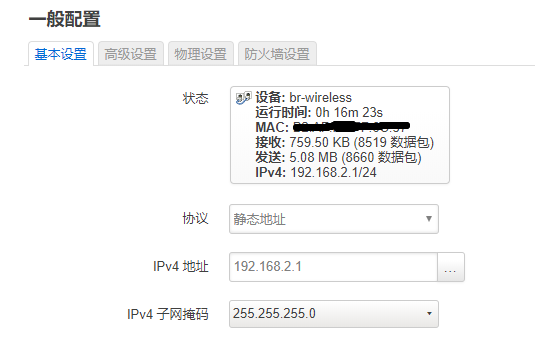 一般配置
基本设置 高级设置 物理设置 防火墙设置
状态
设备: br-wireless
运行时间: 0h 16m 23s
MAC:
接收: 759.50 KB (8519 数据包)
发送: 5.08 MB (8660 数据包)
IPv4: 192.168.2.1/24
协议 静态地址
IPv4 地址 192.168.2.1 ...
IPv4 子网掩码 255.255.255.0